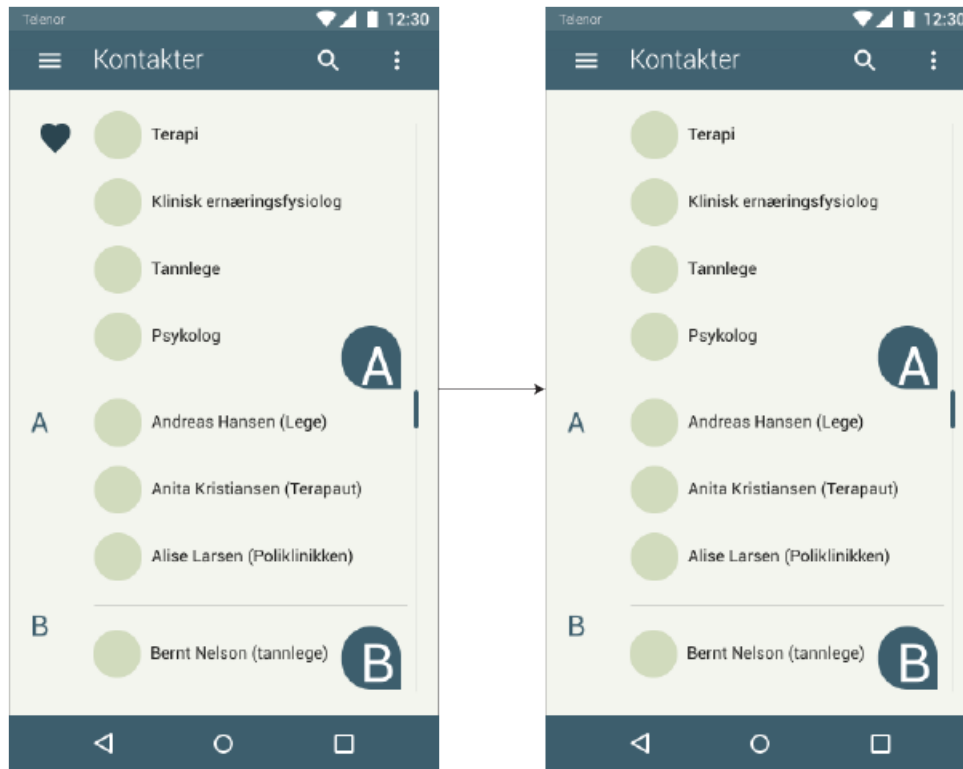 Telenor 12:30
Kontakter
Terapi
Klinisk ernæringsfysiolog
Tannlege
Psykolog
A
A
Andreas Hansen (Lege)
Anita Kristiansen (Terapaut)
Alise Larsen (Poliklinikken)
B
Bernt Nelson (tannlege)
B
Telenor 12:30
Kontakter
Terapi
Klinisk ernæringsfysiolog
Tannlege
Psykolog
A
A
Andreas Hansen (Lege)
Anita Kristiansen (Terapaut)
Alise Larsen (Poliklinikken)
B
Bernt Nelson (tannlege)
B